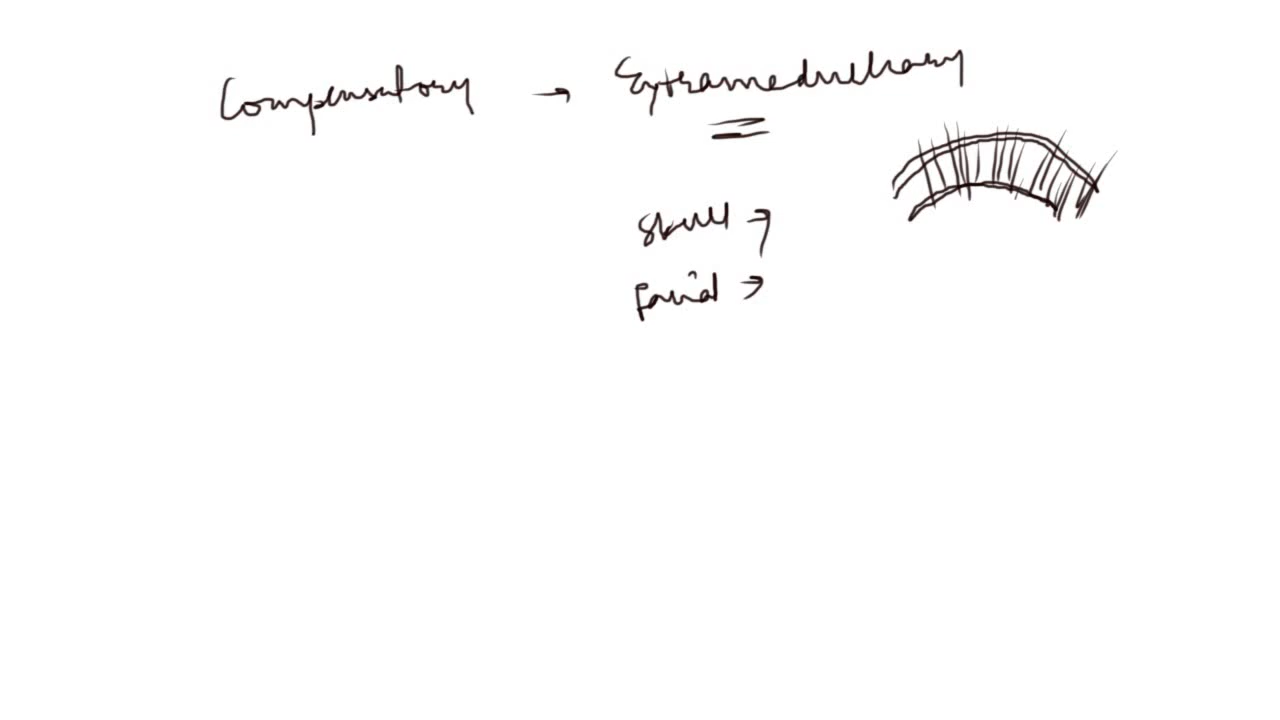 Compensatory → Extramedullary
Skull →
Facial →